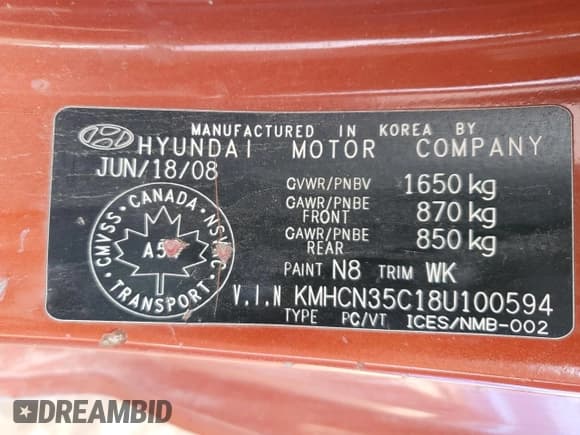 MANUFACTURED IN KOREA BY
HYUNDAI MOTOR COMPANY
JUN/18/08
GVWR/PNBV 1650 kg
GAWR/PNBE FRONT 870 kg
GAWR/PNBE REAR 850 kg
PAINT N8 TRIM WK
V.I.N KMHCN35C18U100594
TYPE PC/VT ICES/NMB-002
CMVSS • CANADA • NSVAC
TRANSPORT
DREAMBID